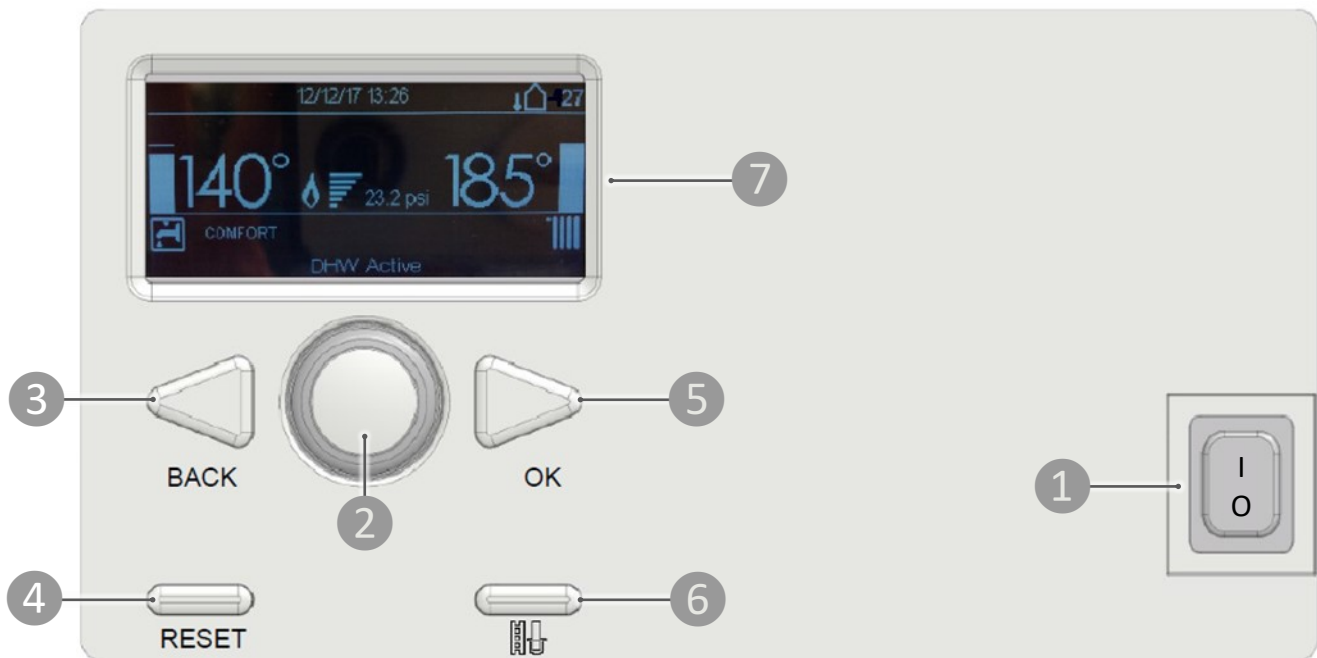 12/12/17 13:26
27
140° 185°
23.2 psi
COMFORT
DHW Active
7
3
5
BACK
OK
I
1
O
2
4
6
RESET